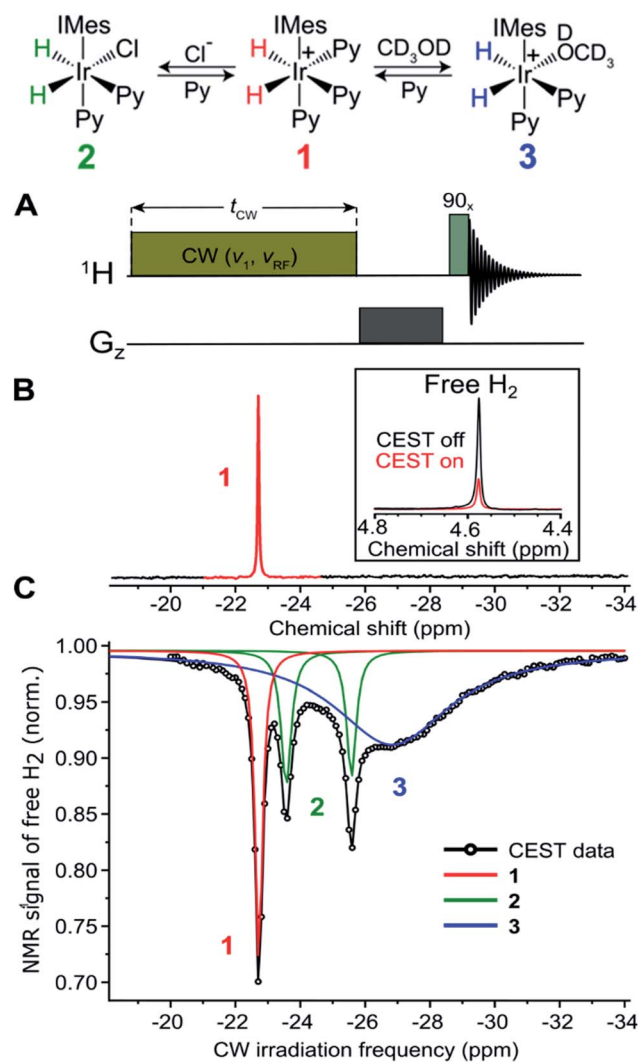 IMes
H
Cl
Ir
H
Py
Py
2
Cl⁻
Py
IMes
H
+
Py
Ir
H
Py
Py
1
CD₃OD
Py
IMes
D
H
+
OCD₃
Ir
H
Py
Py
3
A
t_CW
90ₓ
CW (ν₁, ν_RF)
¹H
G_z
B
1
Free H₂
CEST off
CEST on
4.8 4.6 4.4
Chemical shift (ppm)
-20 -22 -24 -26 -28 -30 -32 -34
Chemical shift (ppm)
C
1.00
0.95
0.90
0.85
0.80
0.75
0.70
NMR signal of free H₂ (norm.)
2
3
1
CEST data
1
2
3
-20 -22 -24 -26 -28 -30 -32 -34
CW irradiation frequency (ppm)